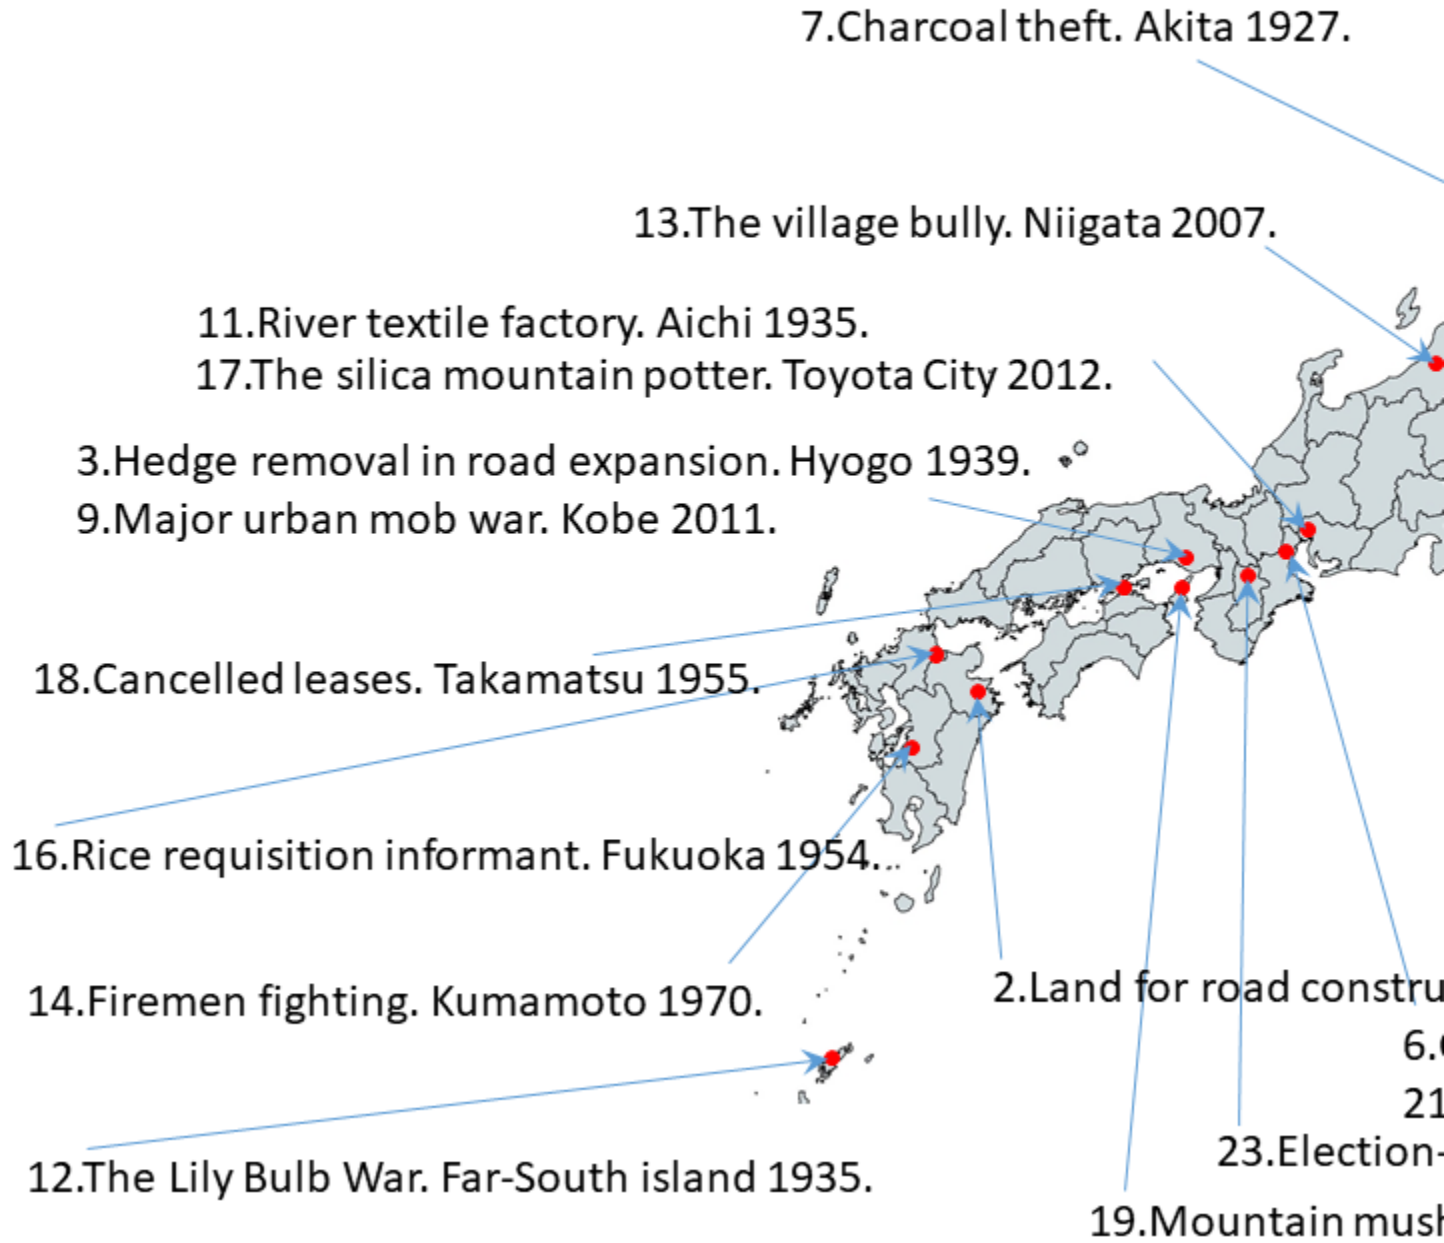 7.Charcoal theft. Akita 1927.
13.The village bully. Niigata 2007.
11.River textile factory. Aichi 1935.
17.The silica mountain potter. Toyota City 2012.
3.Hedge removal in road expansion. Hyogo 1939.
9.Major urban mob war. Kobe 2011.
18.Cancelled leases. Takamatsu 1955.
16.Rice requisition informant. Fukuoka 1954.
14.Firemen fighting. Kumamoto 1970.
2.Land for road constru
6.
21
23.Election-
12.The Lily Bulb War. Far-South island 1935.
19.Mountain mush